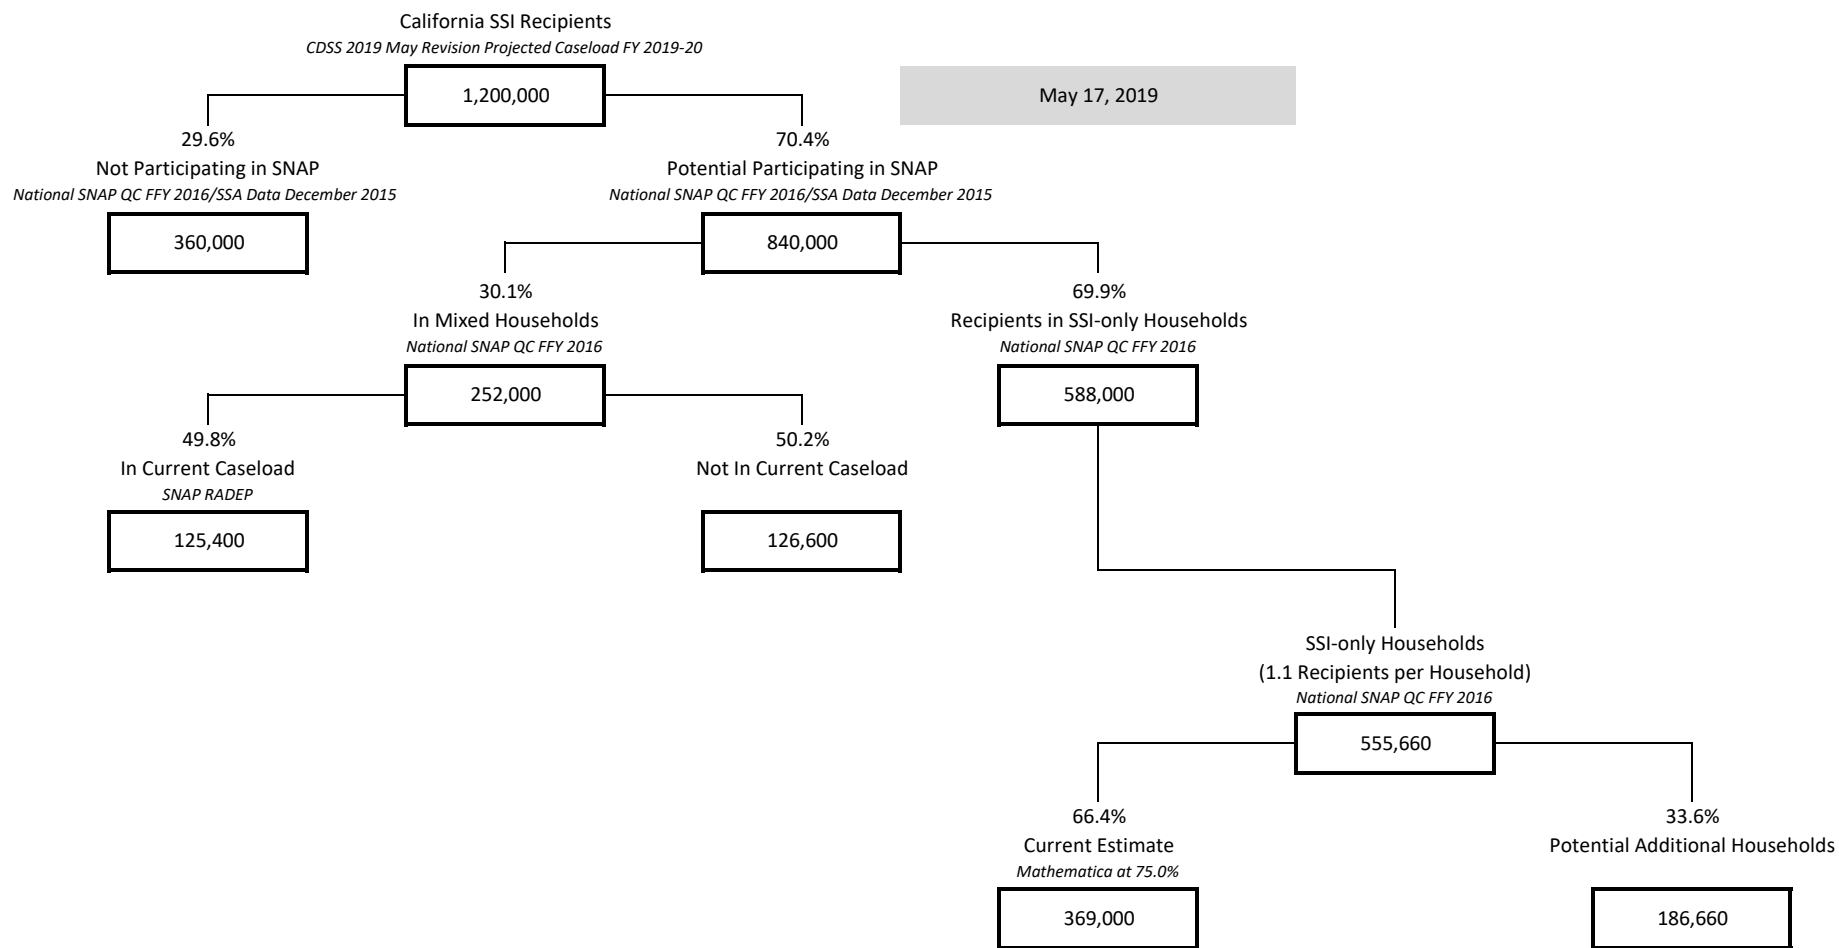 California SSI Recipients
CDSS 2019 May Revision Projected Caseload FY 2019-20
1,200,000
May 17, 2019
29.6%
Not Participating in SNAP
National SNAP QC FFY 2016/SSA Data December 2015
360,000
70.4%
Potential Participating in SNAP
National SNAP QC FFY 2016/SSA Data December 2015
840,000
30.1%
In Mixed Households
National SNAP QC FFY 2016
252,000
69.9%
Recipients in SSI-only Households
National SNAP QC FFY 2016
588,000
49.8%
In Current Caseload
SNAP RADEP
125,400
50.2%
Not In Current Caseload
126,600
SSI-only Households
(1.1 Recipients per Household)
National SNAP QC FFY 2016
555,660
66.4%
Current Estimate
Mathematica at 75.0%
369,000
33.6%
Potential Additional Households
186,660